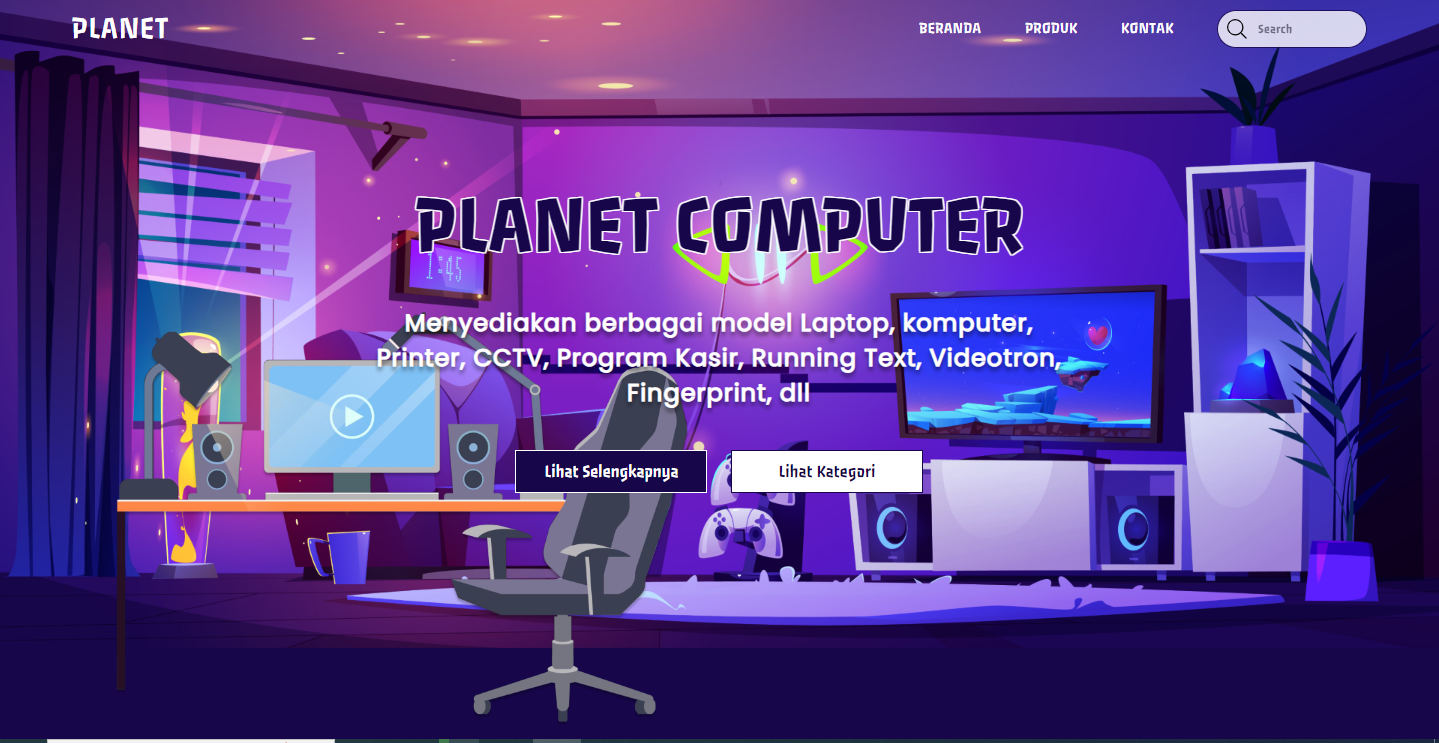 PLANET
BERANDA PRODUK KONTAK Search
PLANET COMPUTER
1:45
Menyediakan berbagai model Laptop, komputer,
Printer, CCTV, Program Kasir, Running Text, Videotron,
Fingerprint, dll
Lihat Selengkapnya Lihat Kategori